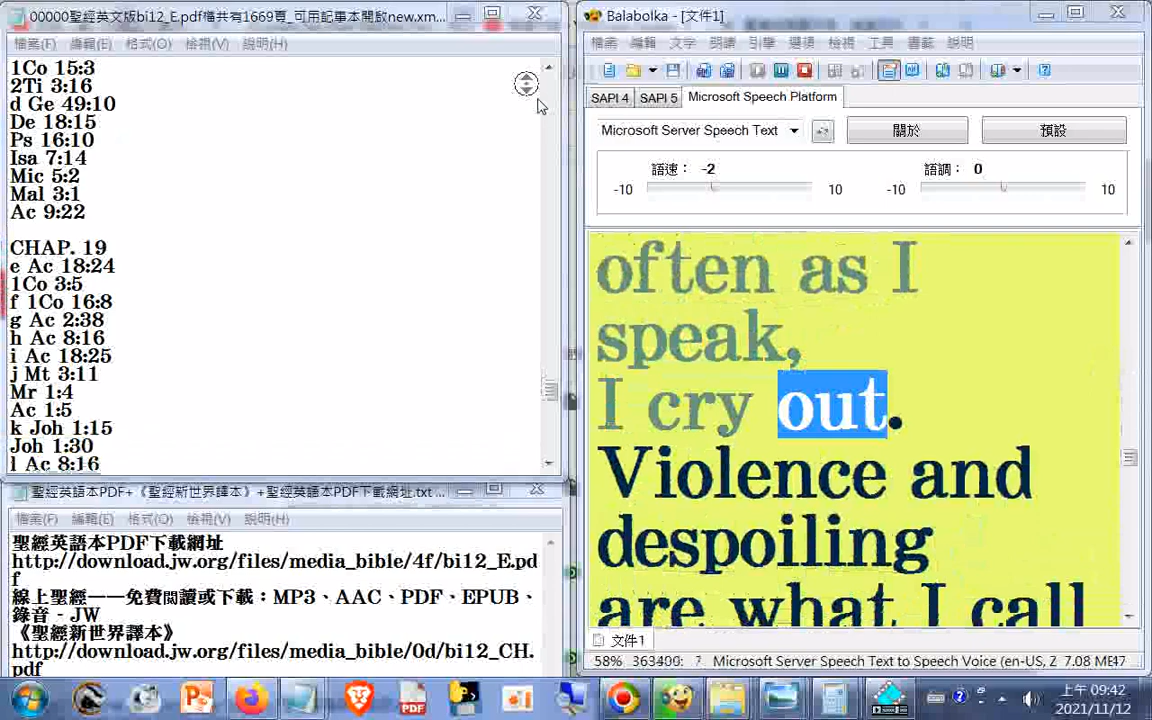 00000聖經英文版bi12_E.pdf檔共有1669頁_可用記事本開啟new.xm...
檔案(F) 編輯(E) 格式(O) 檢視(V) 說明(H)
1Co 15:3
2Ti 3:16
d Ge 49:10
De 18:15
Ps 16:10
Isa 7:14
Mic 5:2
Mal 3:1
Ac 9:22
CHAP. 19
e Ac 18:24
1Co 3:5
f 1Co 16:8
g Ac 2:38
h Ac 8:16
i Ac 18:25
j Mt 3:11
Mr 1:4
Ac 1:5
k Joh 1:15
Joh 1:30
l Ac 8:16
聖經英語本PDF+《聖經新世界譯本》+聖經英語本PDF下載網址.txt ...
檔案(F) 編輯(E) 格式(O) 檢視(V) 說明(H)
聖經英語本PDF下載網址
http://download.jw.org/files/media_bible/4f/bi12_E.pd
f
線上聖經——免費閱讀或下載：MP3、AAC、PDF、EPUB、
錄音 - JW
《聖經新世界譯本》
http://download.jw.org/files/media_bible/0d/bi12_CH.
pdf
Balabolka - [文件1]
檔案 編輯 文字 朗讀 引擎 選項 檢視 工具 書籤 說明
SAPI 4 SAPI 5 Microsoft Speech Platform
Microsoft Server Speech Text 關於 預設
語速： -2 語調： 0
-10 10 -10 10
often as I
speak,
I cry out.
Violence and
despoiling
are what I call
文件1
58% 363400: ? Microsoft Server Speech Text to Speech Voice (en-US, Z 7.08 ME47
上午 09:42
2021/11/12